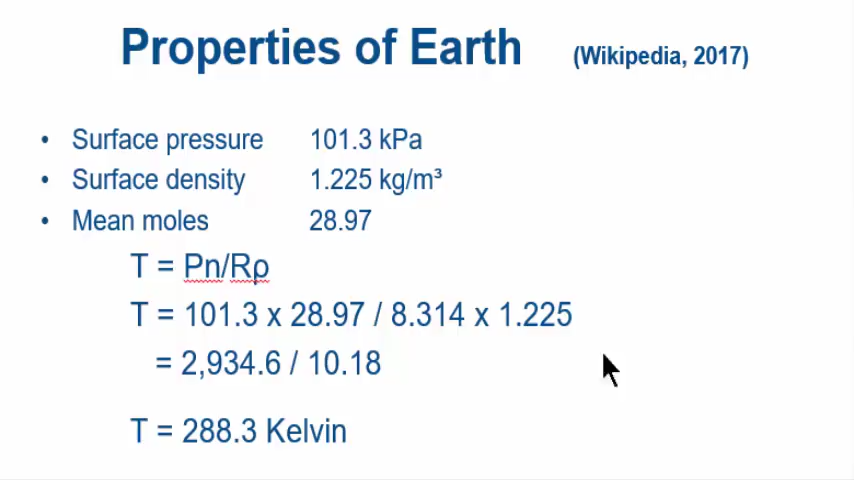 Properties of Earth (Wikipedia, 2017)
• Surface pressure 101.3 kPa
• Surface density 1.225 kg/m³
• Mean moles 28.97
T = Pn/Rρ
T = 101.3 x 28.97 / 8.314 x 1.225
= 2,934.6 / 10.18
T = 288.3 Kelvin